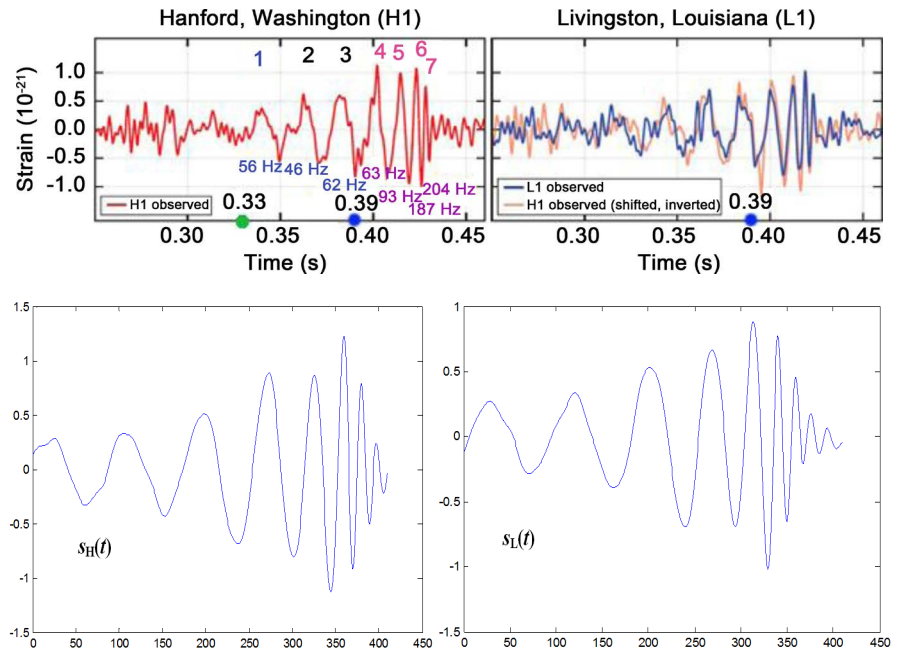 Hanford, Washington (H1)
Livingston, Louisiana (L1)
Strain (10⁻²¹)
1.0
0.5
0.0
-0.5
-1.0
1 2 3 4 5 6 7
56 Hz 46 Hz 62 Hz 63 Hz 93 Hz 204 Hz 187 Hz
H1 observed
0.33 0.39
0.30 0.35 0.40 0.45
Time (s)
L1 observed
H1 observed (shifted, inverted)
0.39
0.30 0.35 0.40 0.45
Time (s)
1.5
1
0.5
0
-0.5
-1
-1.5
s_H(t)
0 50 100 150 200 250 300 350 400 450
1
0.5
0
-0.5
-1
-1.5
s_L(t)
0 50 100 150 200 250 300 350 400 450